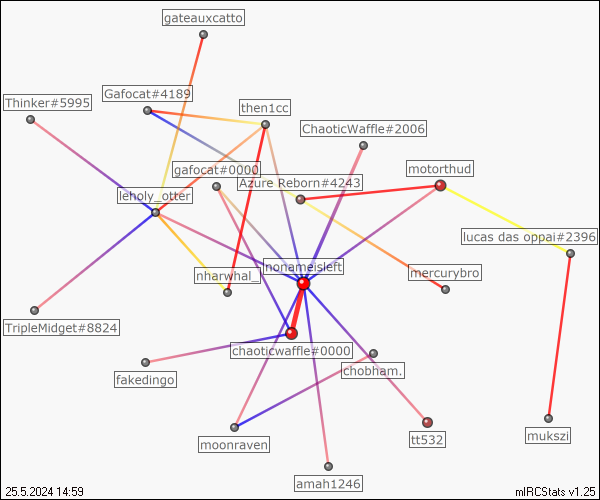 gateauxcatto
Gafocat#4189
Thinker#5995
then1cc
ChaoticWaffle#2006
gafocat#0000
motorthud
Azure Reborn#4243
leholy_otter
lucas das oppai#2396
nonameisleft
nharwhal_
mercurybro
TripleMidget#8824
chaoticwaffle#0000
chobham.
fakedingo
moonraven
tt532
mukszi
amah1246
25.5.2024 14:59
mIRCStats v1.25